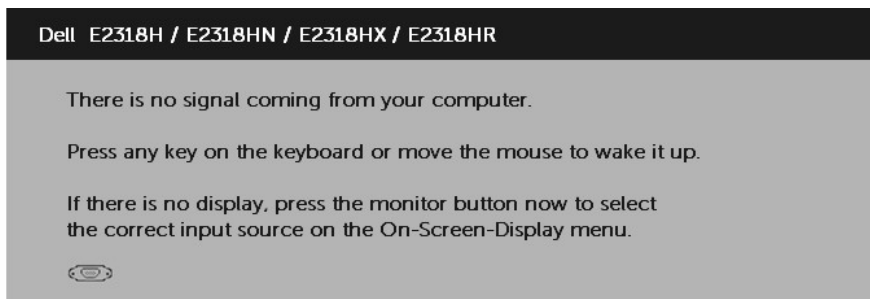 Dell E2318H / E2318HN / E2318HX / E2318HR
There is no signal coming from your computer.
Press any key on the keyboard or move the mouse to wake it up.
If there is no display, press the monitor button now to select
the correct input source on the On-Screen-Display menu.